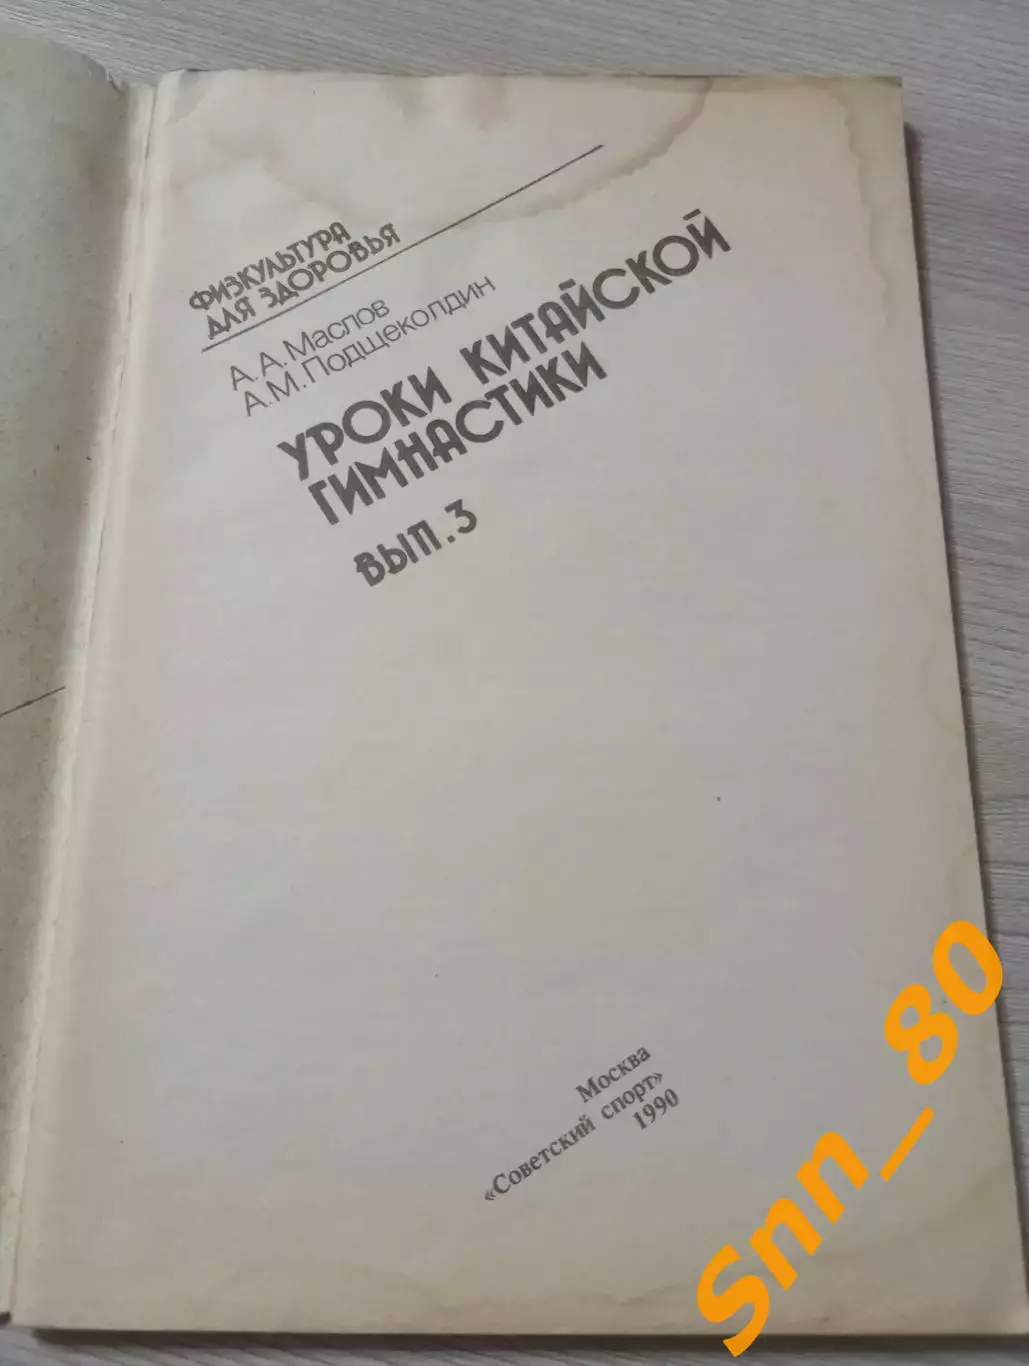 ФИЗКУЛЬТУРА
ДЛЯ ЗДОРОВЬЯ
А.А.Маслов
А.М.Подщеколдин
УРОКИ КИТАЙСКОЙ
ГИМНАСТИКИ
ВЫП.3
Москва
«Советский спорт»
1990
Snn_80